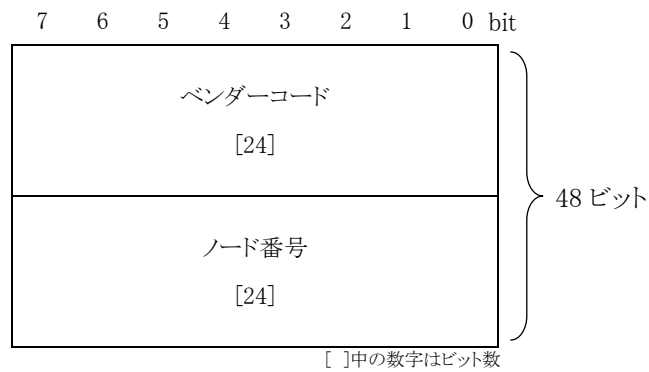 7 6 5 4 3 2 1 0 bit
ベンダーコード
[24]
48 ビット
ノード番号
[24]
[ ]中の数字はビット数